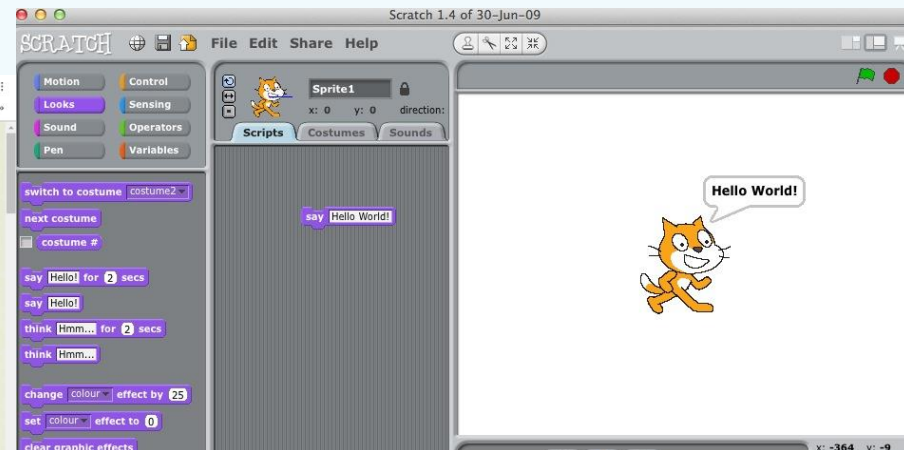 Scratch 1.4 of 30-Jun-09
SCRATCH File Edit Share Help
Motion Control
Looks Sensing
Sound Operators
Pen Variables
Sprite1
x: 0 y: 0 direction:
Scripts Costumes Sounds
switch to costume costume2
next costume
costume #
say Hello! for 2 secs
say Hello!
think Hmm... for 2 secs
think Hmm...
change colour effect by 25
set colour effect to 0
clear graphic effects
say Hello World!
Hello World!
x: -364 y: -9